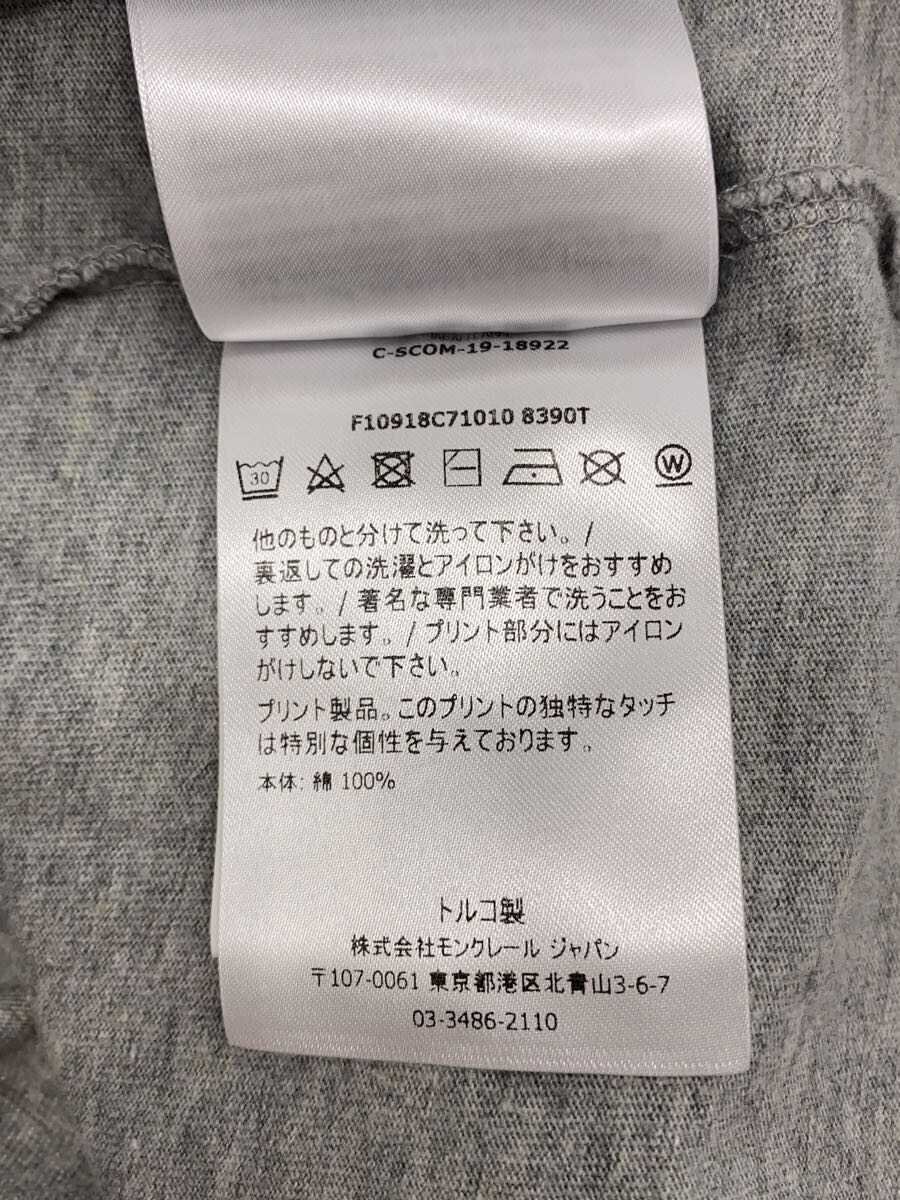 C-SCOM-19-18922
F10918C71010 8390T
30
W
他のものと分けて洗って下さい。/
裏返しての洗濯とアイロンがけをおすすめ
します。/ 著名な専門業者で洗うことをお
すすめします。/ プリント部分にはアイロン
がけしないで下さい。
プリント製品。このプリントの独特なタッチ
は特別な個性を与えております。
本体: 綿 100%
トルコ製
株式会社モンクレール ジャパン
〒107-0061 東京都港区北青山3-6-7
03-3486-2110